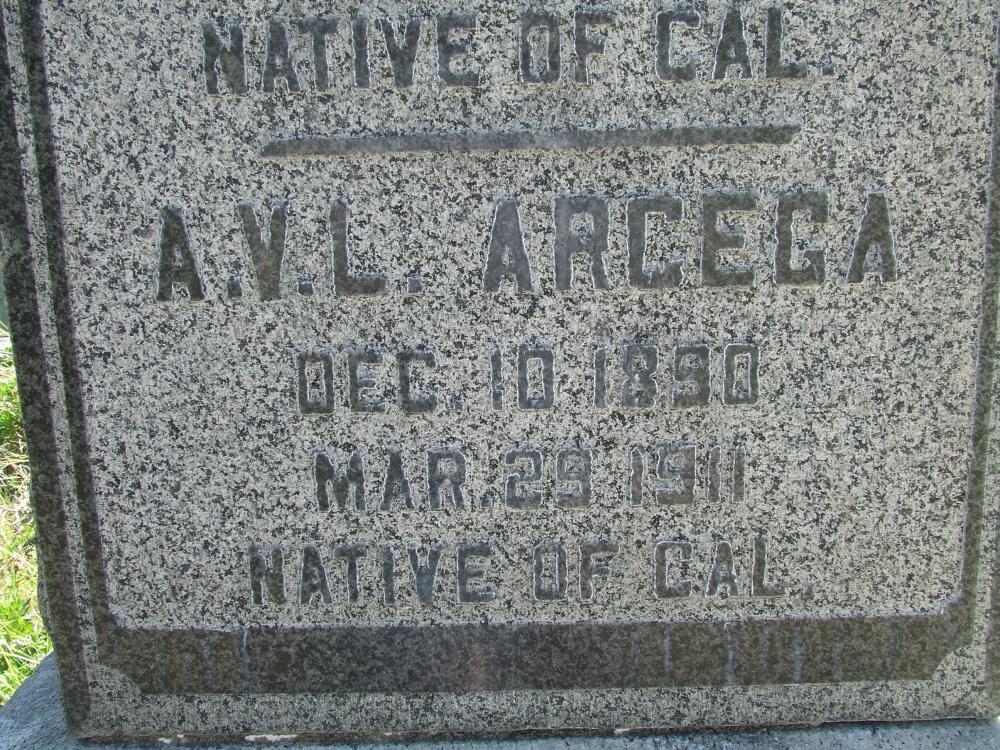 NATIVE OF CAL.
A.V.L. ARCEGA
DEC. 10 1890
MAR. 29 1911
NATIVE OF CAL.